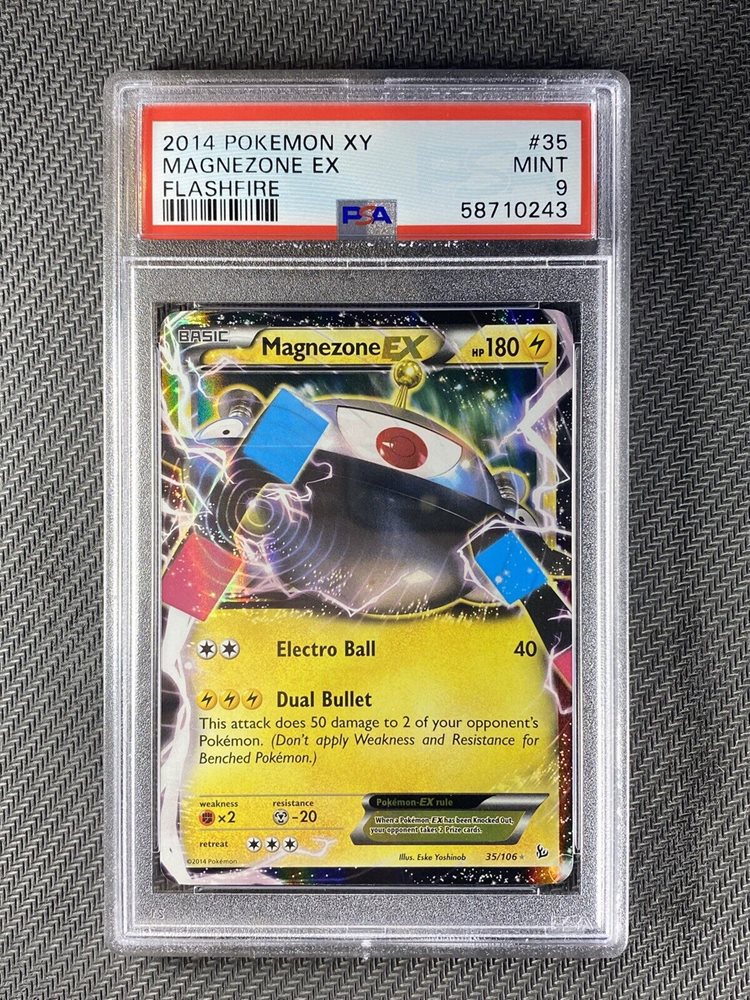 2014 POKEMON XY #35
MAGNEZONE EX MINT
FLASHFIRE 9
PSA 58710243
BASIC Magnezone EX HP 180
Electro Ball 40
Dual Bullet
This attack does 50 damage to 2 of your opponent's
Pokémon. (Don't apply Weakness and Resistance for
Benched Pokémon.)
weakness resistance Pokémon-EX rule
×2 -20 When a Pokémon EX has been Knocked Out,
your opponent takes 2 Prize cards.
retreat
©2014 Pokémon Illus. Eske Yoshinob 35/106